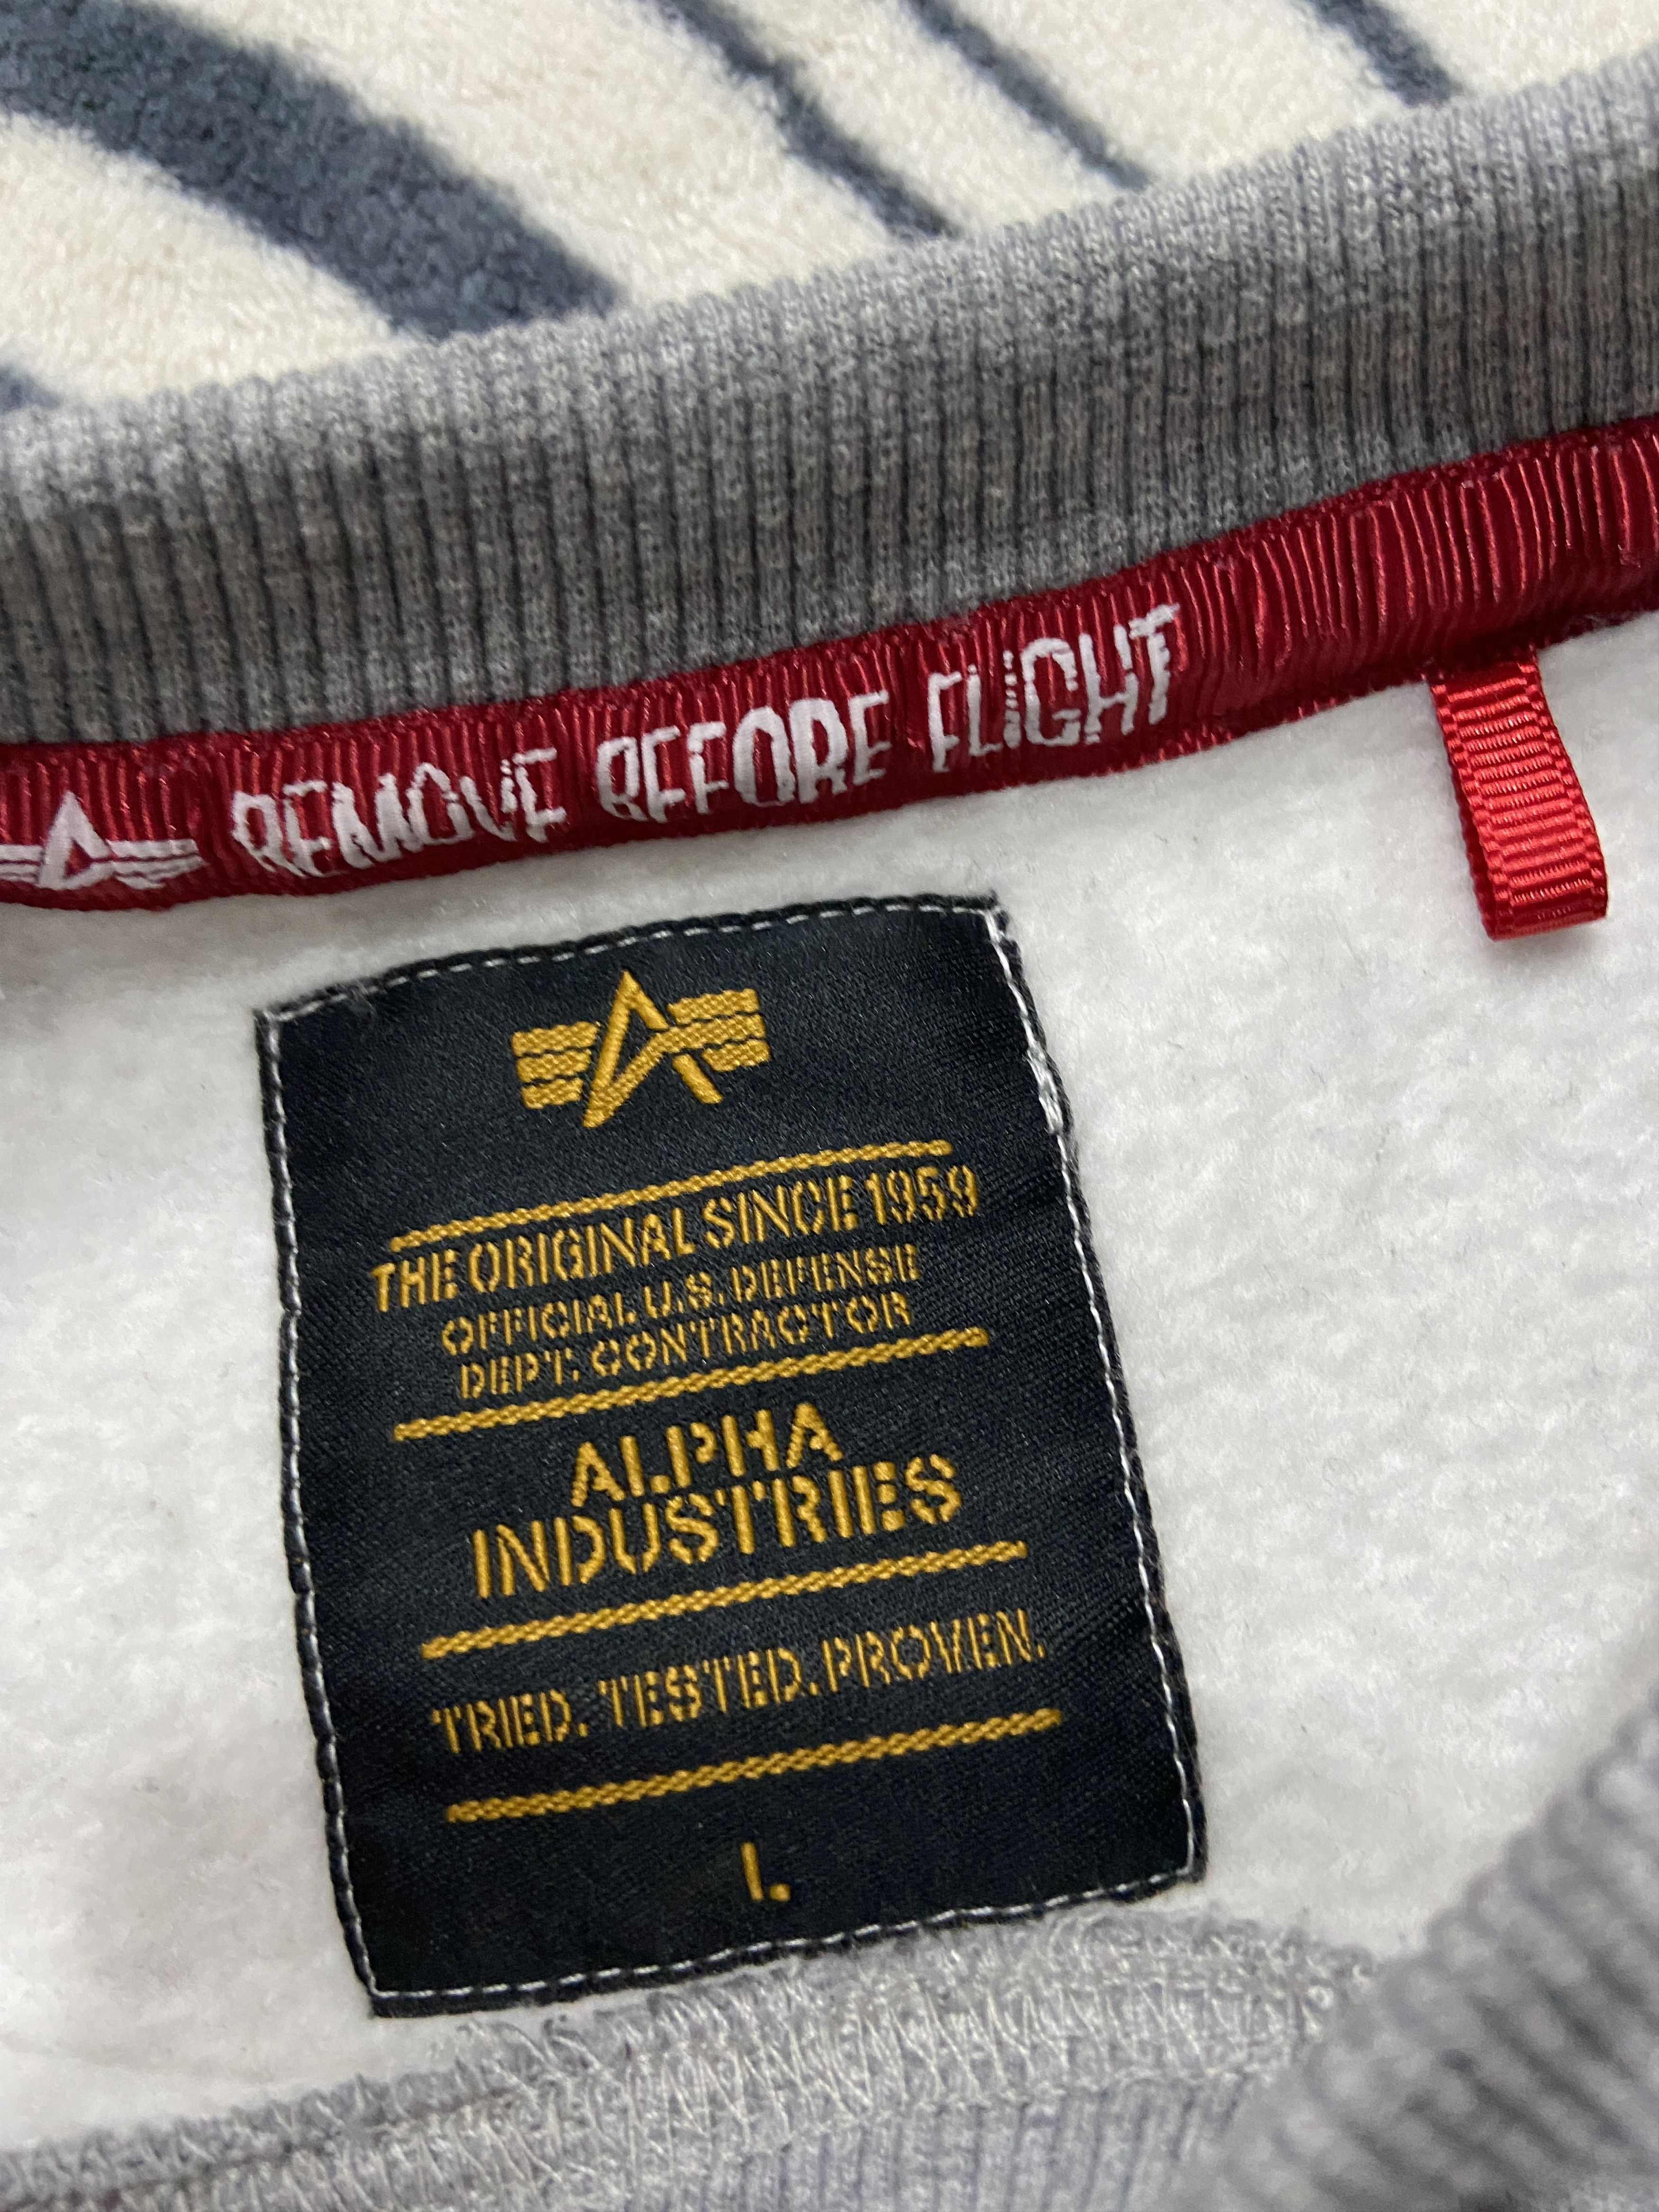 REMOVE BEFORE FLIGHT
THE ORIGINAL SINCE 1959
OFFICIAL U.S. DEFENSE
DEPT. CONTRACTOR
ALPHA
INDUSTRIES
TRIED. TESTED. PROVEN.
L